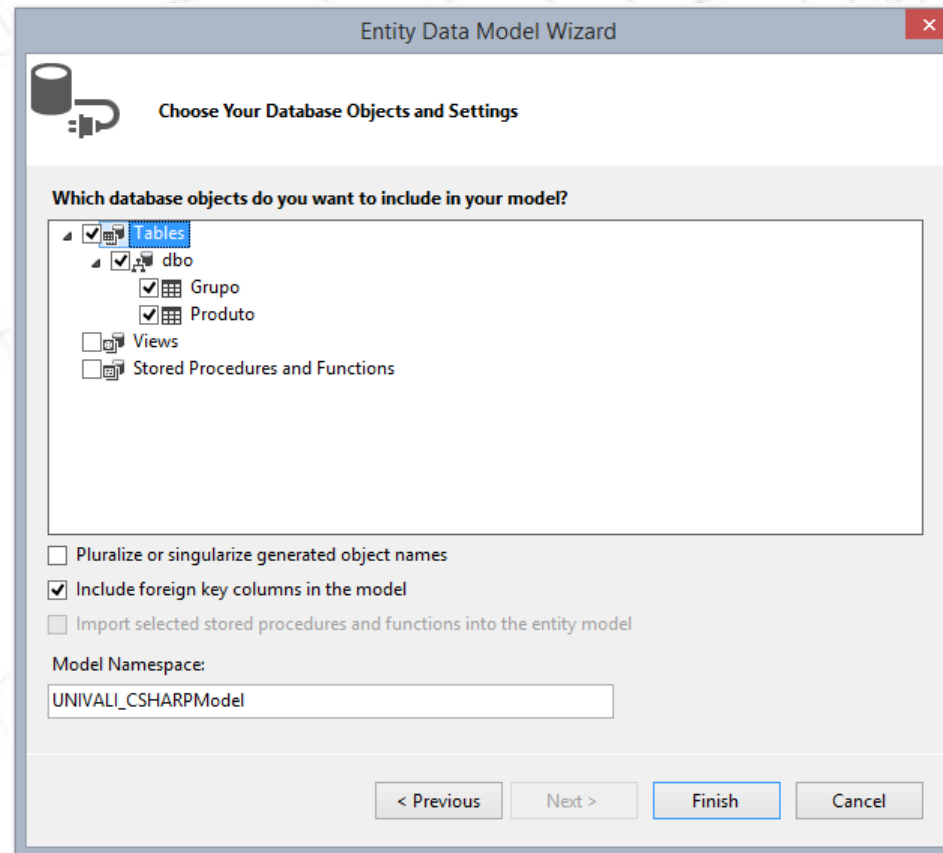 Entity Data Model Wizard
Choose Your Database Objects and Settings
Which database objects do you want to include in your model?
Tables
dbo
Grupo
Produto
Views
Stored Procedures and Functions
Pluralize or singularize generated object names
Include foreign key columns in the model
Import selected stored procedures and functions into the entity model
Model Namespace:
UNIVALI_CSHARPModel
< Previous Next > Finish Cancel